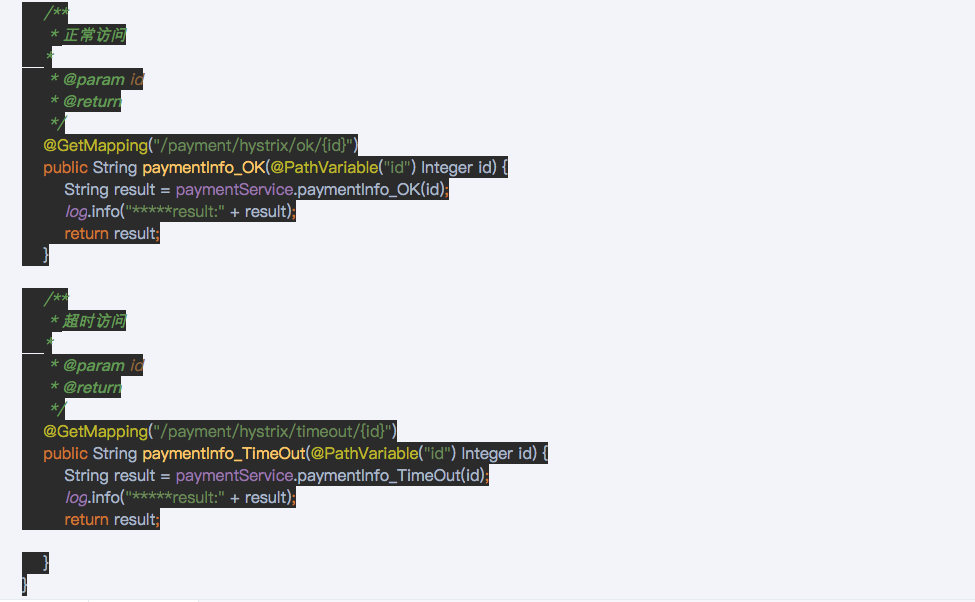 /**
* 正常访问
*
* @param id
* @return
*/
@GetMapping("/payment/hystrix/ok/{id}")
public String paymentInfo_OK(@PathVariable("id") Integer id) {
String result = paymentService.paymentInfo_OK(id);
log.info("*****result:" + result);
return result;
}
/**
* 超时访问
*
* @param id
* @return
*/
@GetMapping("/payment/hystrix/timeout/{id}")
public String paymentInfo_TimeOut(@PathVariable("id") Integer id) {
String result = paymentService.paymentInfo_TimeOut(id);
log.info("*****result:" + result);
return result;
}
}